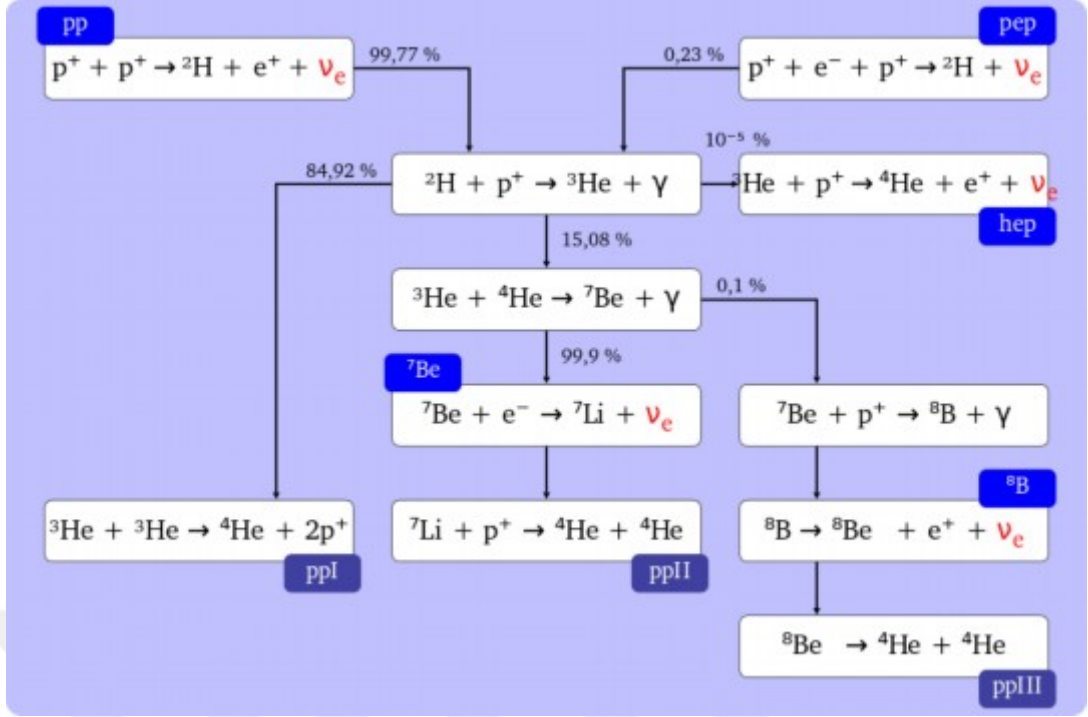 pp
pep
p⁺ + p⁺ → ²H + e⁺ + νₑ
99,77 %
0,23 %
p⁺ + e⁻ + p⁺ → ²H + νₑ
10⁻⁵ %
84,92 %
²H + p⁺ → ³He + γ
³He + p⁺ → ⁴He + e⁺ + νₑ
hep
15,08 %
³He + ⁴He → ⁷Be + γ
0,1 %
99,9 %
⁷Be
⁷Be + e⁻ → ⁷Li + νₑ
⁷Be + p⁺ → ⁸B + γ
⁸B
³He + ³He → ⁴He + 2p⁺
⁷Li + p⁺ → ⁴He + ⁴He
⁸B → ⁸Be + e⁺ + νₑ
ppI
ppII
⁸Be → ⁴He + ⁴He
ppIII